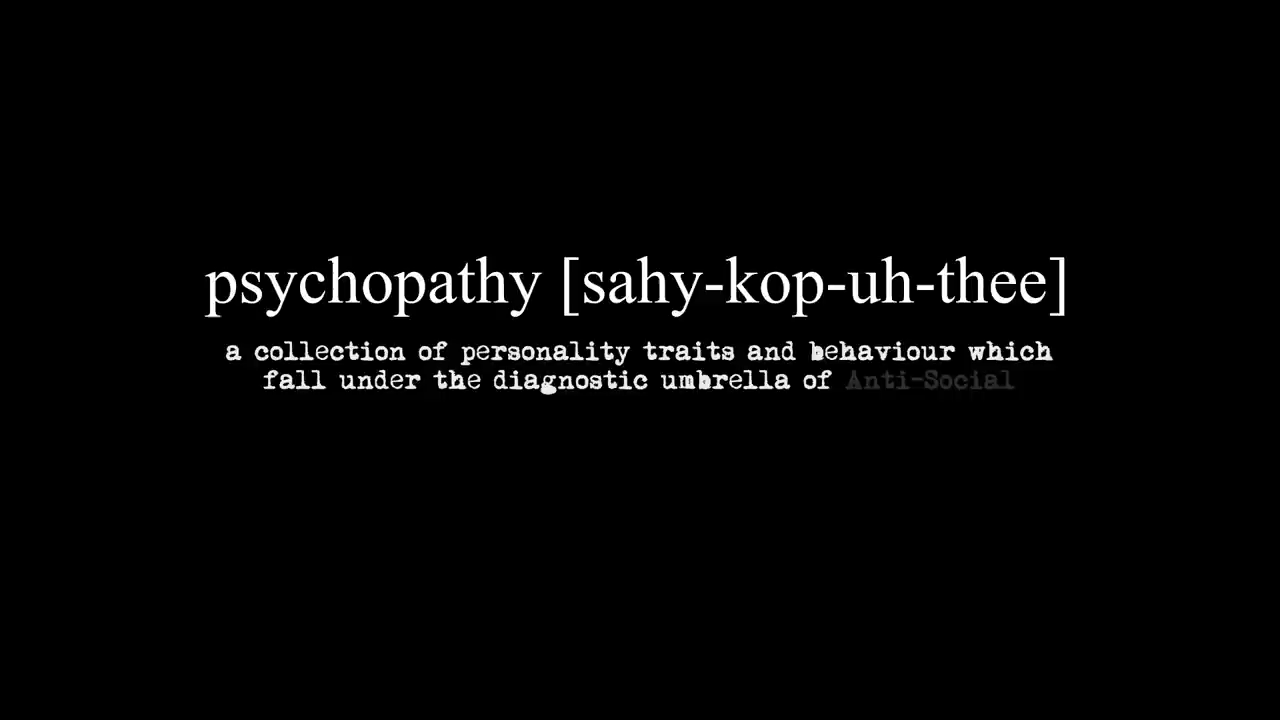 psychopathy [sahy-kop-uh-thee]
a collection of personality traits and behaviour which
fall under the diagnostic umbrella of Anti-Social